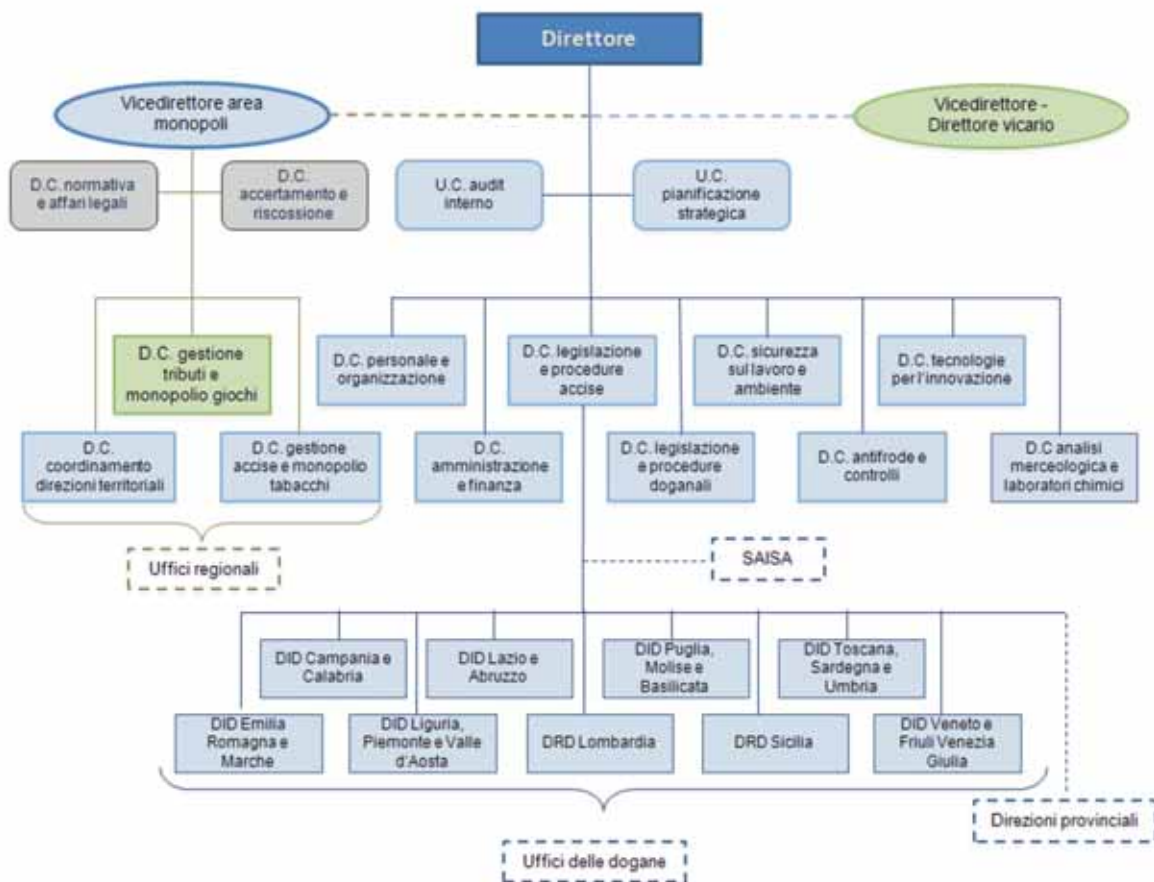 Direttore
Vicedirettore area
monopoli
Vicedirettore -
Direttore vicario
D.C. normativa
e affari legali
D.C.
accertamento e
riscossione
U.C. audit
interno
U.C.
pianificazione
strategica
D.C. gestione
tributi e
monopolio giochi
D.C. personale e
organizzazione
D.C. legislazione
e procedure
accise
D.C. sicurezza
sul lavoro e
ambiente
D.C. tecnologie
per l'innovazione
D.C.
coordinamento
direzioni territoriali
D.C. gestione
accise e monopolio
tabacchi
D.C.
amministrazione
e finanza
D.C. legislazione
e procedure
doganali
D.C. antifrode e
controlli
D.C analisi
merceologica e
laboratori chimici
Uffici regionali
SAISA
DID Campania e
Calabria
DID Lazio e
Abruzzo
DID Puglia,
Molise e
Basilicata
DID Toscana,
Sardegna e
Umbria
DID Emilia
Romagna e
Marche
DID Liguria,
Piemonte e Valle
d'Aosta
DRD Lombardia
DRD Sicilia
DID Veneto e
Friuli Venezia
Giulia
Direzioni provinciali
Uffici delle dogane